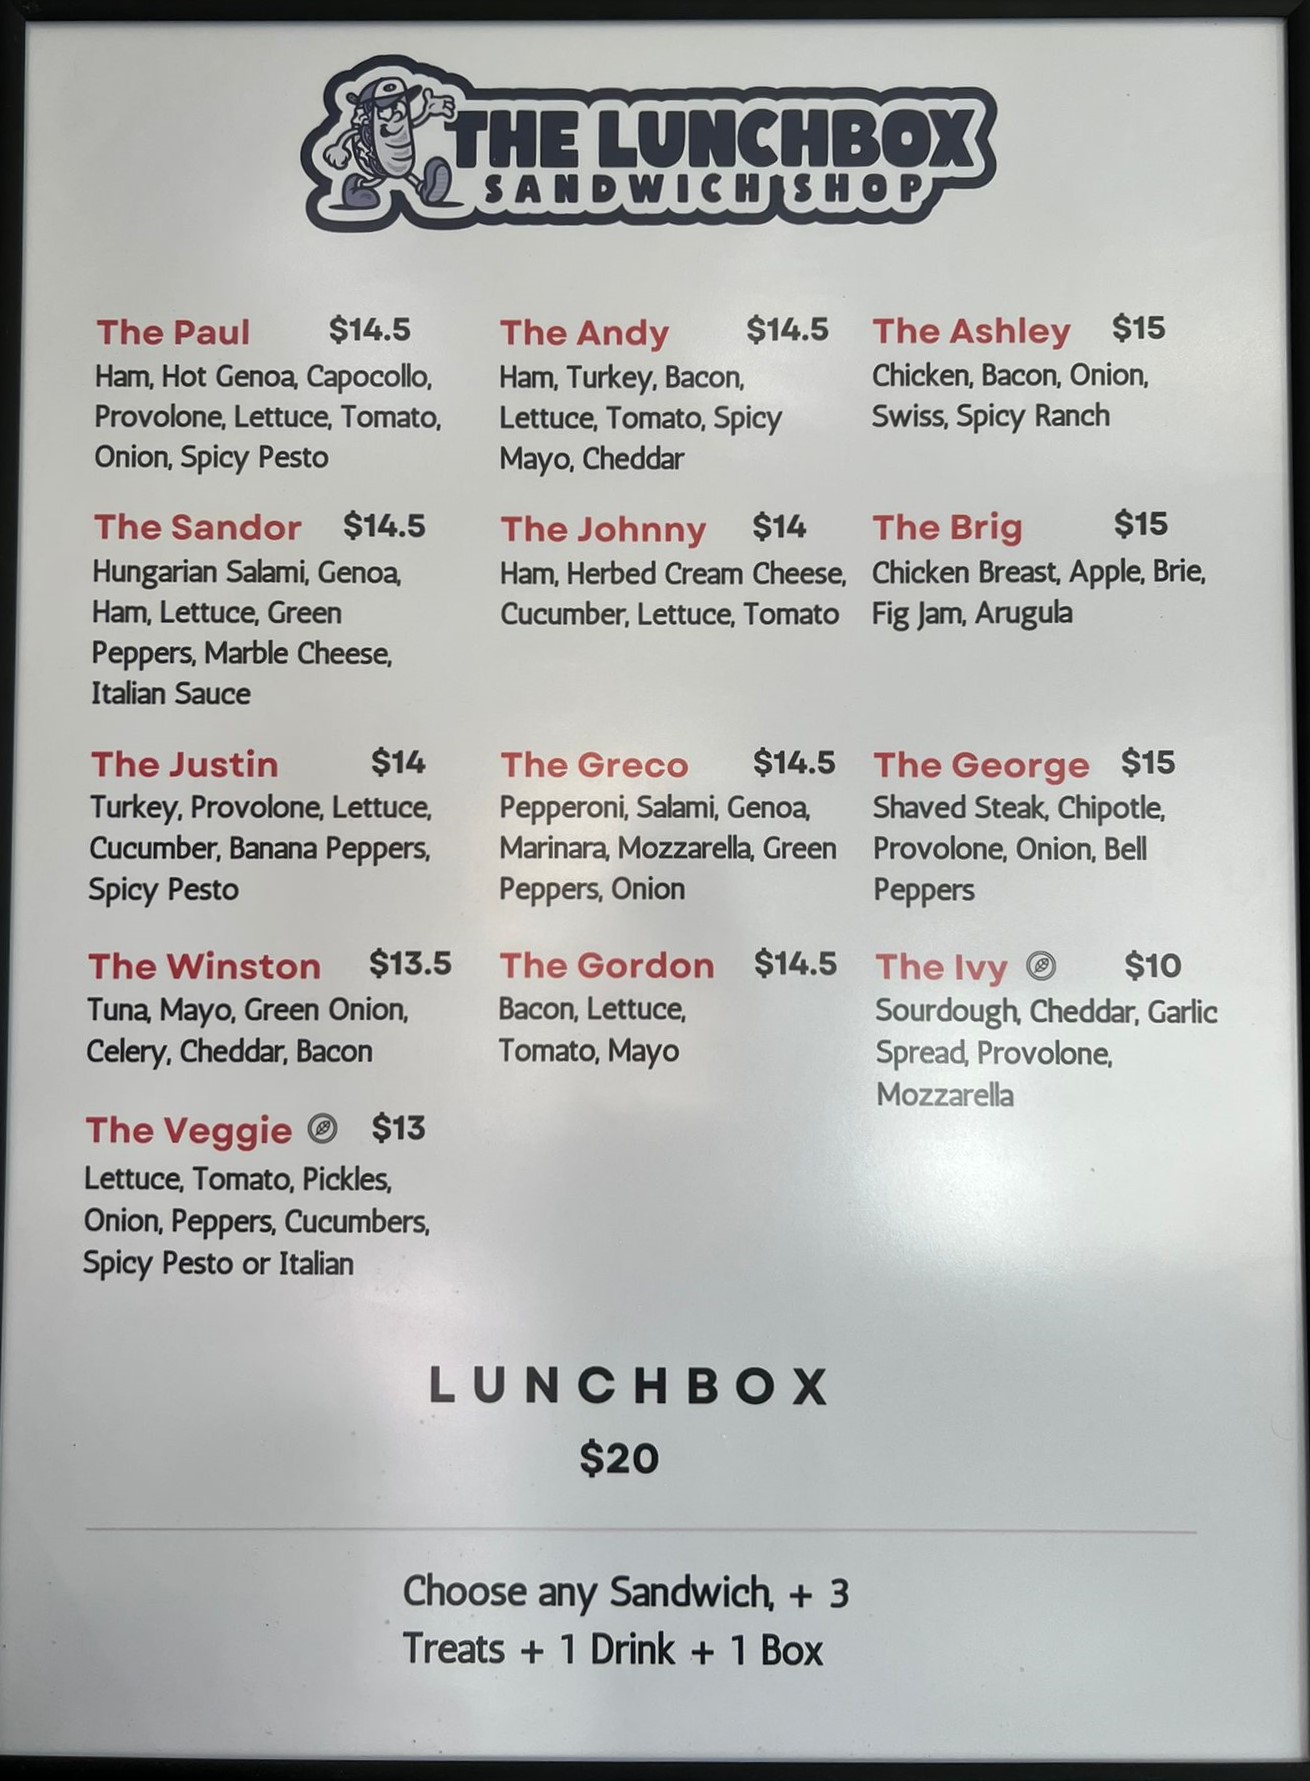 THE LUNCHBOX
SANDWICH SHOP
The Paul $14.5
Ham, Hot Genoa, Capocollo,
Provolone, Lettuce, Tomato,
Onion, Spicy Pesto
The Andy $14.5
Ham, Turkey, Bacon,
Lettuce, Tomato, Spicy
Mayo, Cheddar
The Ashley $15
Chicken, Bacon, Onion,
Swiss, Spicy Ranch
The Sandor $14.5
Hungarian Salami, Genoa,
Ham, Lettuce, Green
Peppers, Marble Cheese,
Italian Sauce
The Johnny $14
Ham, Herbed Cream Cheese,
Cucumber, Lettuce, Tomato
The Brig $15
Chicken Breast, Apple, Brie,
Fig Jam, Arugula
The Justin $14
Turkey, Provolone, Lettuce,
Cucumber, Banana Peppers,
Spicy Pesto
The Greco $14.5
Pepperoni, Salami, Genoa,
Marinara, Mozzarella, Green
Peppers, Onion
The George $15
Shaved Steak, Chipotle,
Provolone, Onion, Bell
Peppers
The Winston $13.5
Tuna, Mayo, Green Onion,
Celery, Cheddar, Bacon
The Gordon $14.5
Bacon, Lettuce,
Tomato, Mayo
The Ivy $10
Sourdough, Cheddar, Garlic
Spread, Provolone,
Mozzarella
The Veggie $13
Lettuce, Tomato, Pickles,
Onion, Peppers, Cucumbers,
Spicy Pesto or Italian
LUNCHBOX
$20
Choose any Sandwich, + 3
Treats + 1 Drink + 1 Box